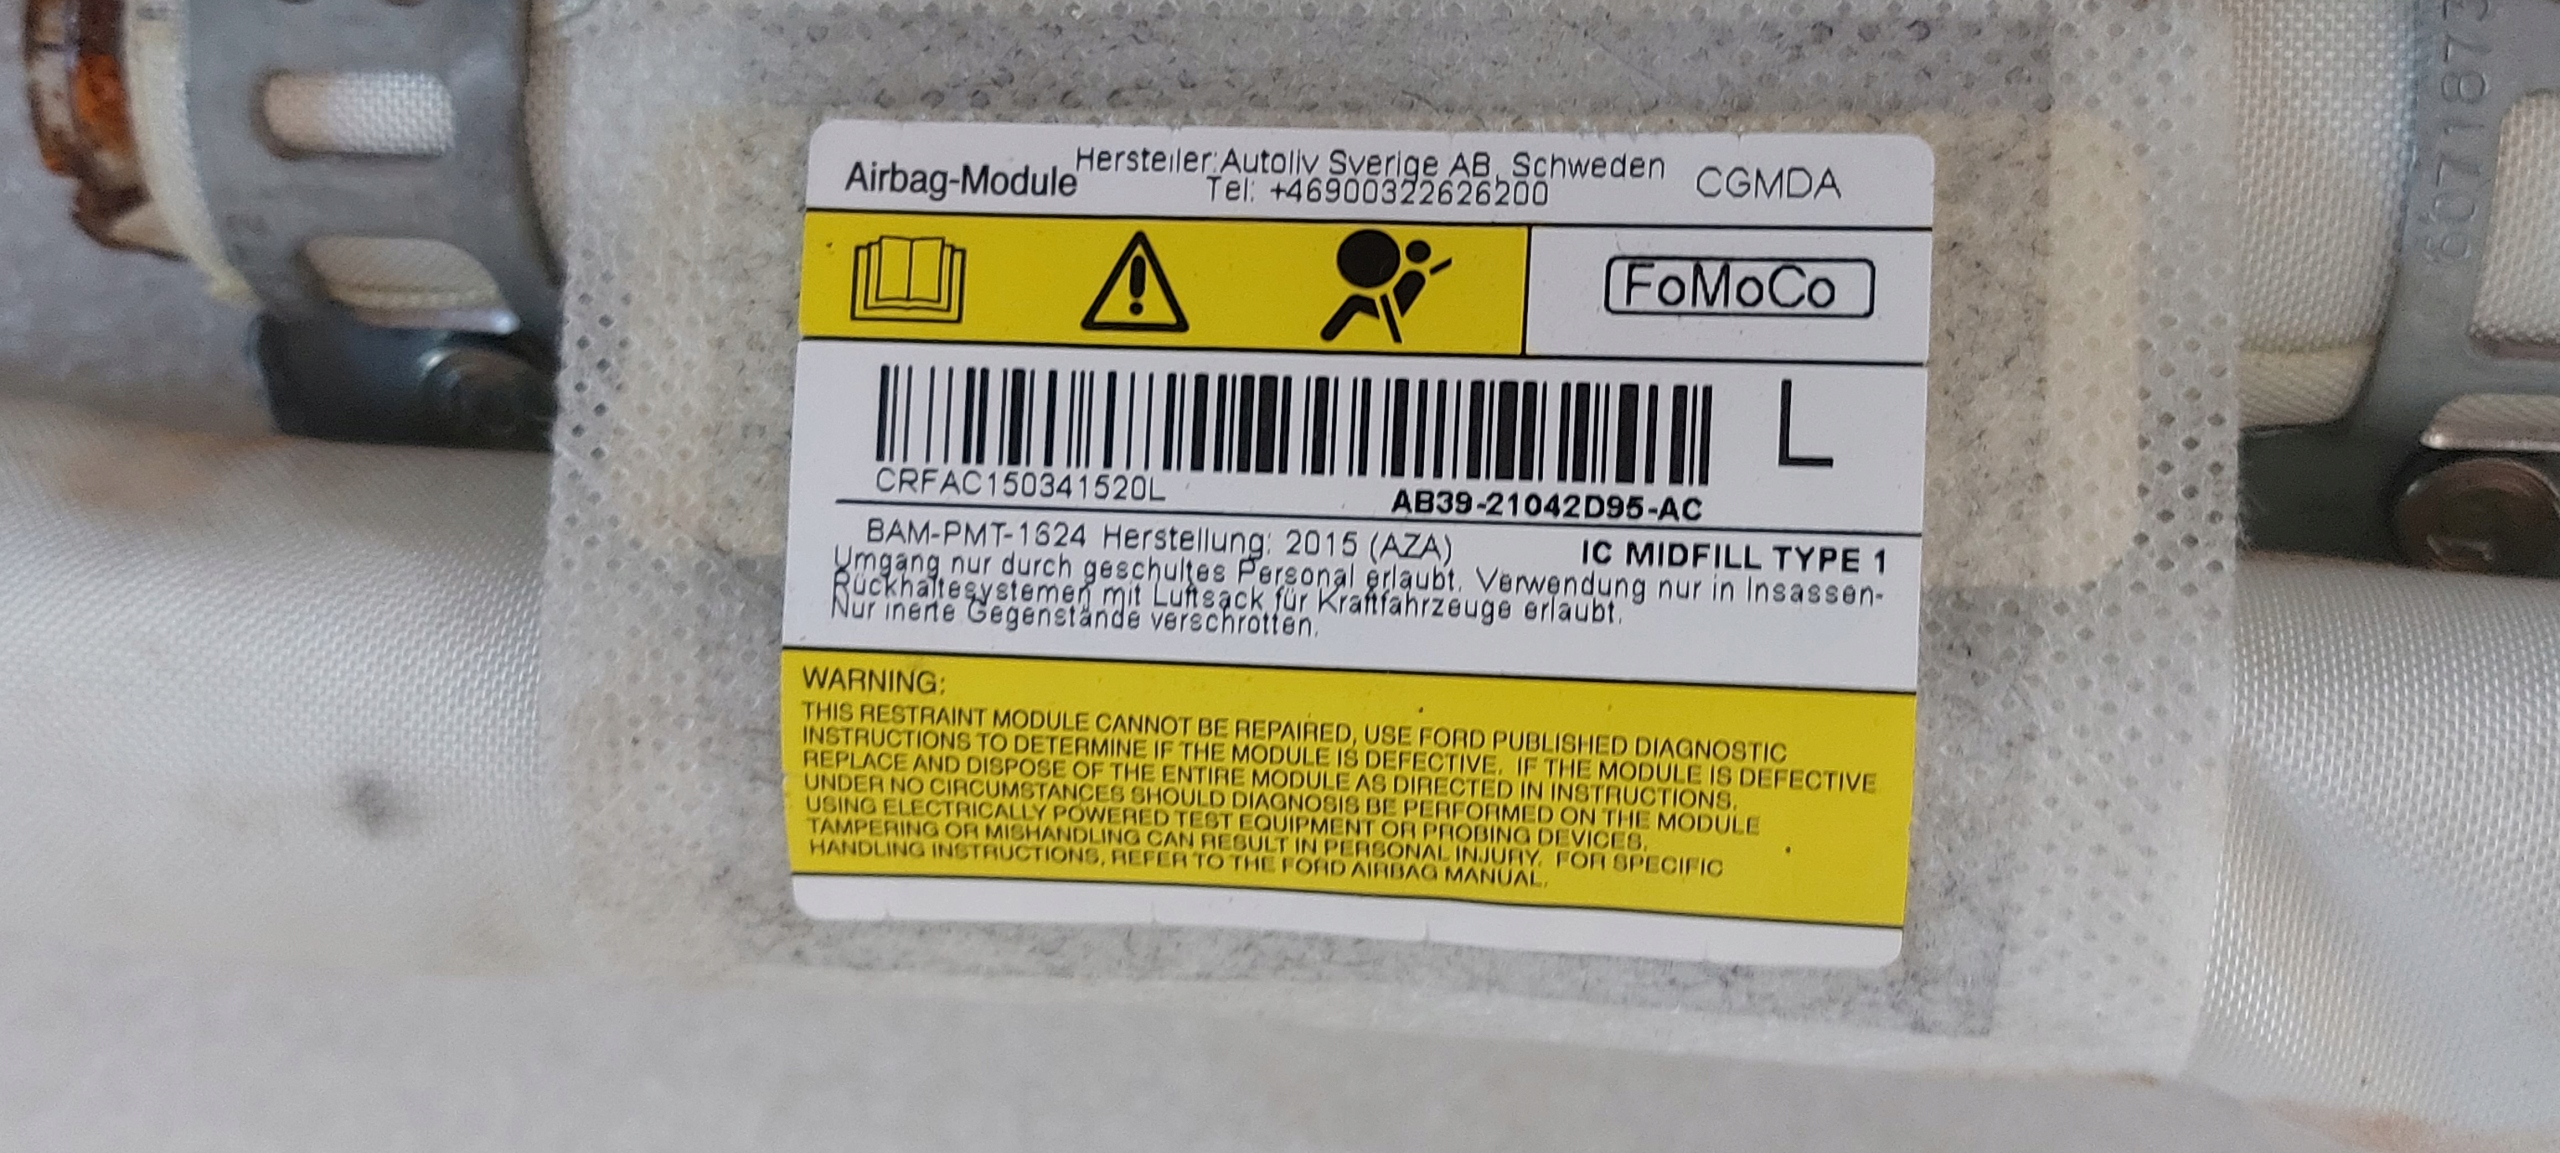 Airbag-Module Hersteller:Autoliv Sverige AB, Schweden CGMDA
Tel: +46900322626200
FoMoCo
L
CRFAC150341520L
AB39-21042D95-AC
BAM-PMT-1624 Herstellung: 2015 (AZA) IC MIDFILL TYPE 1
Umgang nur durch geschultes Personal erlaubt. Verwendung nur in Insassen-
Rückhaltesystemen mit Luftsack für Kraftfahrzeuge erlaubt.
Nur inerte Gegenstände verschrotten.
WARNING:
THIS RESTRAINT MODULE CANNOT BE REPAIRED, USE FORD PUBLISHED DIAGNOSTIC
INSTRUCTIONS TO DETERMINE IF THE MODULE IS DEFECTIVE. IF THE MODULE IS DEFECTIVE
REPLACE AND DISPOSE OF THE ENTIRE MODULE AS DIRECTED IN INSTRUCTIONS.
UNDER NO CIRCUMSTANCES SHOULD DIAGNOSIS BE PERFORMED ON THE MODULE
USING ELECTRICALLY POWERED TEST EQUIPMENT OR PROBING DEVICES.
TAMPERING OR MISHANDLING CAN RESULT IN PERSONAL INJURY. FOR SPECIFIC
HANDLING INSTRUCTIONS, REFER TO THE FORD AIRBAG MANUAL.